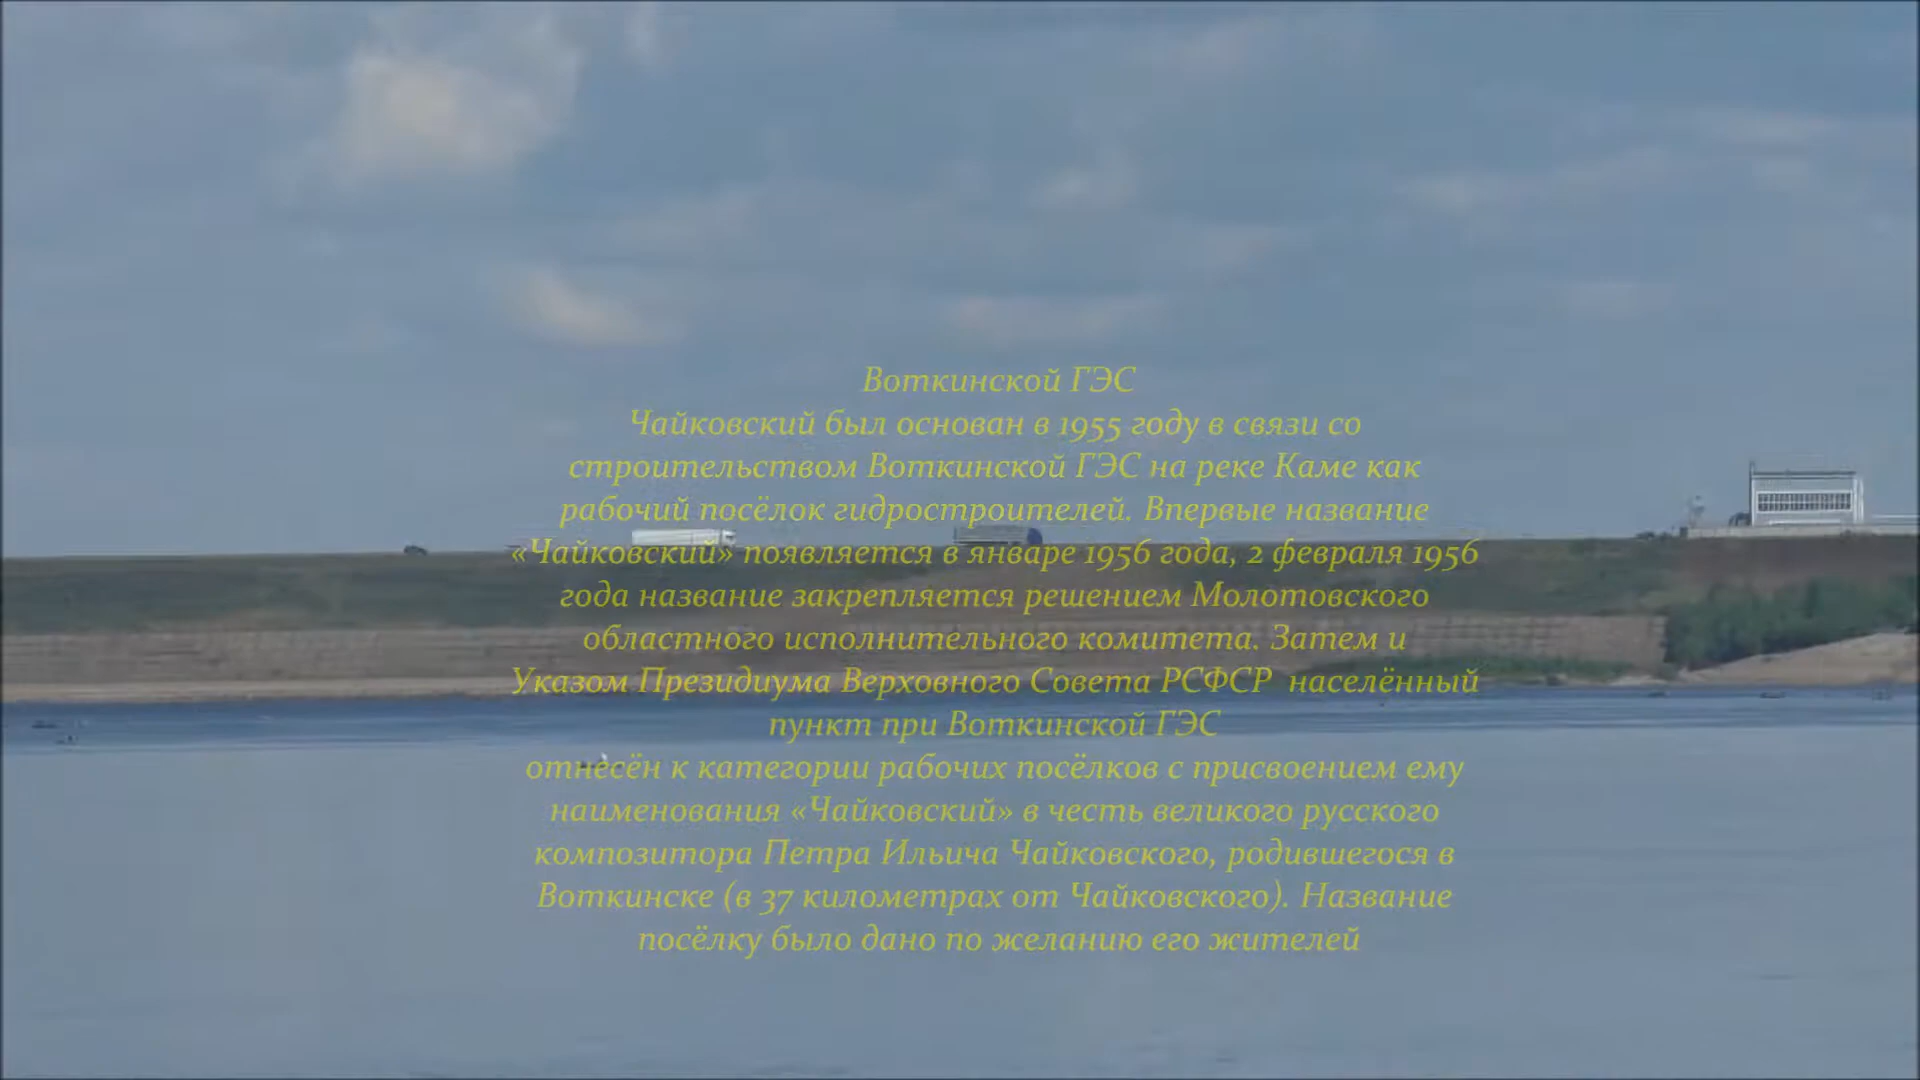 Воткинской ГЭС
Чайковский был основан в 1955 году в связи со
строительством Воткинской ГЭС на реке Каме как
рабочий посёлок гидростроителей. Впервые название
«Чайковский» появляется в январе 1956 года, 2 февраля 1956
года название закрепляется решением Молотовского
областного исполнительного комитета. Затем и
Указом Президиума Верховного Совета РСФСР населённый
пункт при Воткинской ГЭС
отнесён к категории рабочих посёлков с присвоением ему
наименования «Чайковский» в честь великого русского
композитора Петра Ильича Чайковского, родившегося в
Воткинске (в 37 километрах от Чайковского). Название
посёлку было дано по желанию его жителей